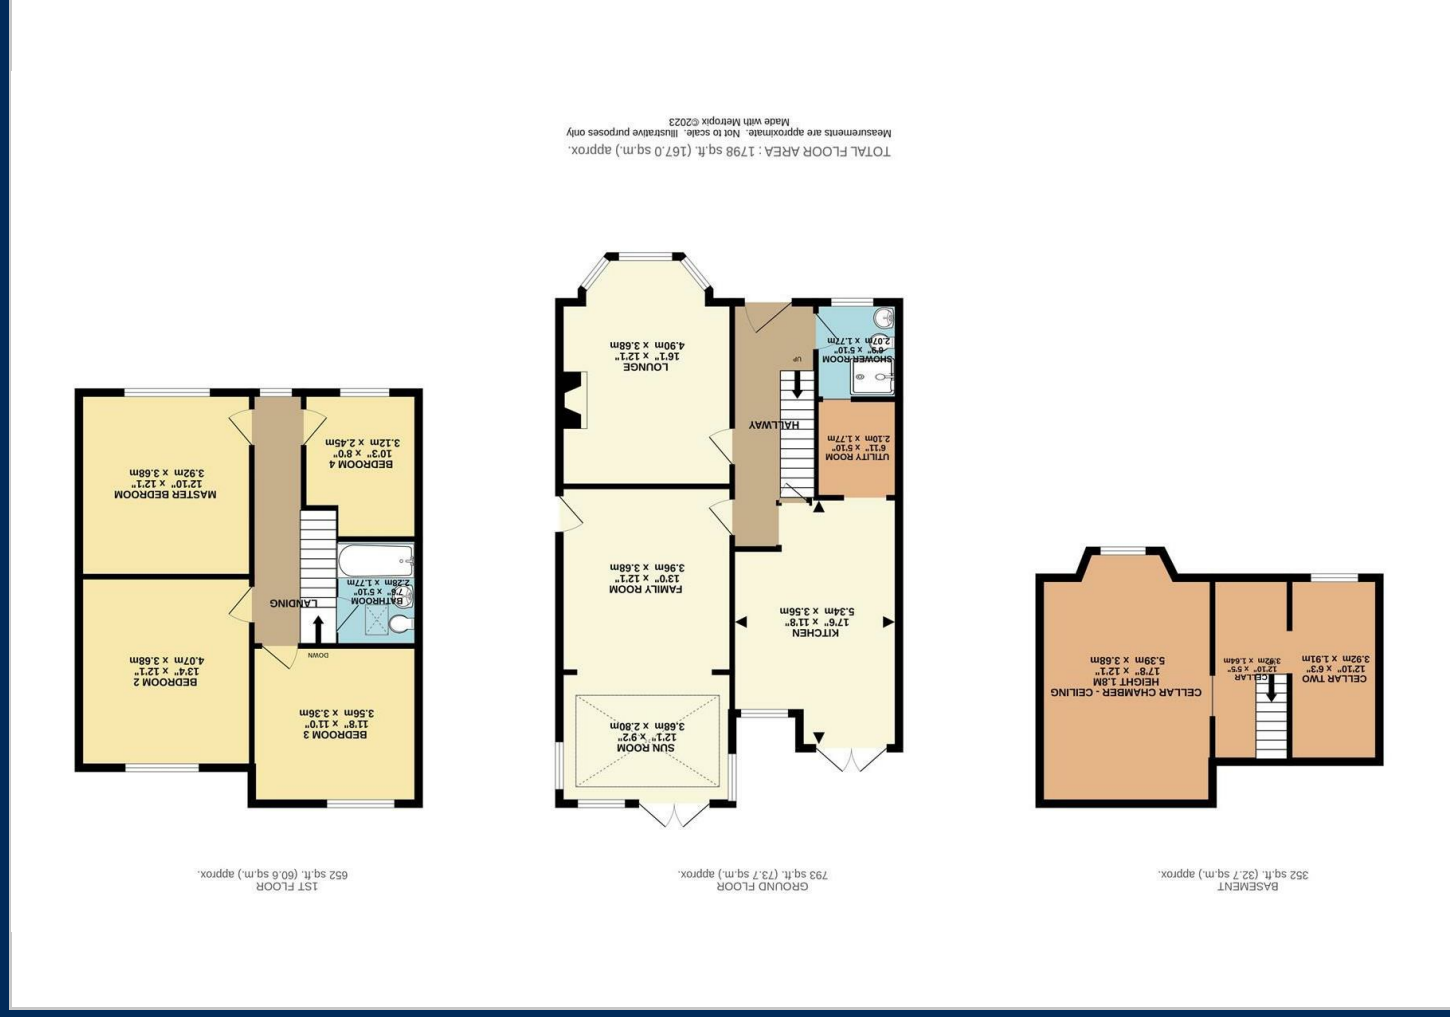 BASEMENT
352 sq.ft. (32.7 sq.m.) approx.
GROUND FLOOR
793 sq.ft. (73.7 sq.m.) approx.
1ST FLOOR
652 sq.ft. (60.6 sq.m.) approx.
CELLAR TWO
12'10" x 6'3"
3.92m x 1.91m
CELLAR
12'10" x 5'5"
3.92m x 1.64m
CELLAR CHAMBER - CEILING
HEIGHT 1.8M
17'8" x 12'1"
5.39m x 3.68m
SUN ROOM
12'1" x 9'2"
3.68m x 2.80m
KITCHEN
17'6" x 11'8"
5.34m x 3.56m
FAMILY ROOM
13'0" x 12'1"
3.96m x 3.68m
UTILITY ROOM
6'11" x 5'10"
2.10m x 1.77m
HALLWAY
UP
LOUNGE
16'1" x 12'1"
4.90m x 3.68m
SHOWER ROOM
6'9" x 5'10"
2.07m x 1.77m
BEDROOM 3
11'8" x 11'0"
3.56m x 3.36m
BEDROOM 2
13'4" x 12'1"
4.07m x 3.68m
DOWN
LANDING
BATHROOM
7'6" x 5'10"
2.28m x 1.77m
MASTER BEDROOM
12'10" x 12'1"
3.92m x 3.68m
BEDROOM 4
10'3" x 8'0"
3.12m x 2.45m
TOTAL FLOOR AREA : 1798 sq.ft. (167.0 sq.m.) approx.
Measurements are approximate. Not to scale. Illustrative purposes only
Made with Metropix ©2023